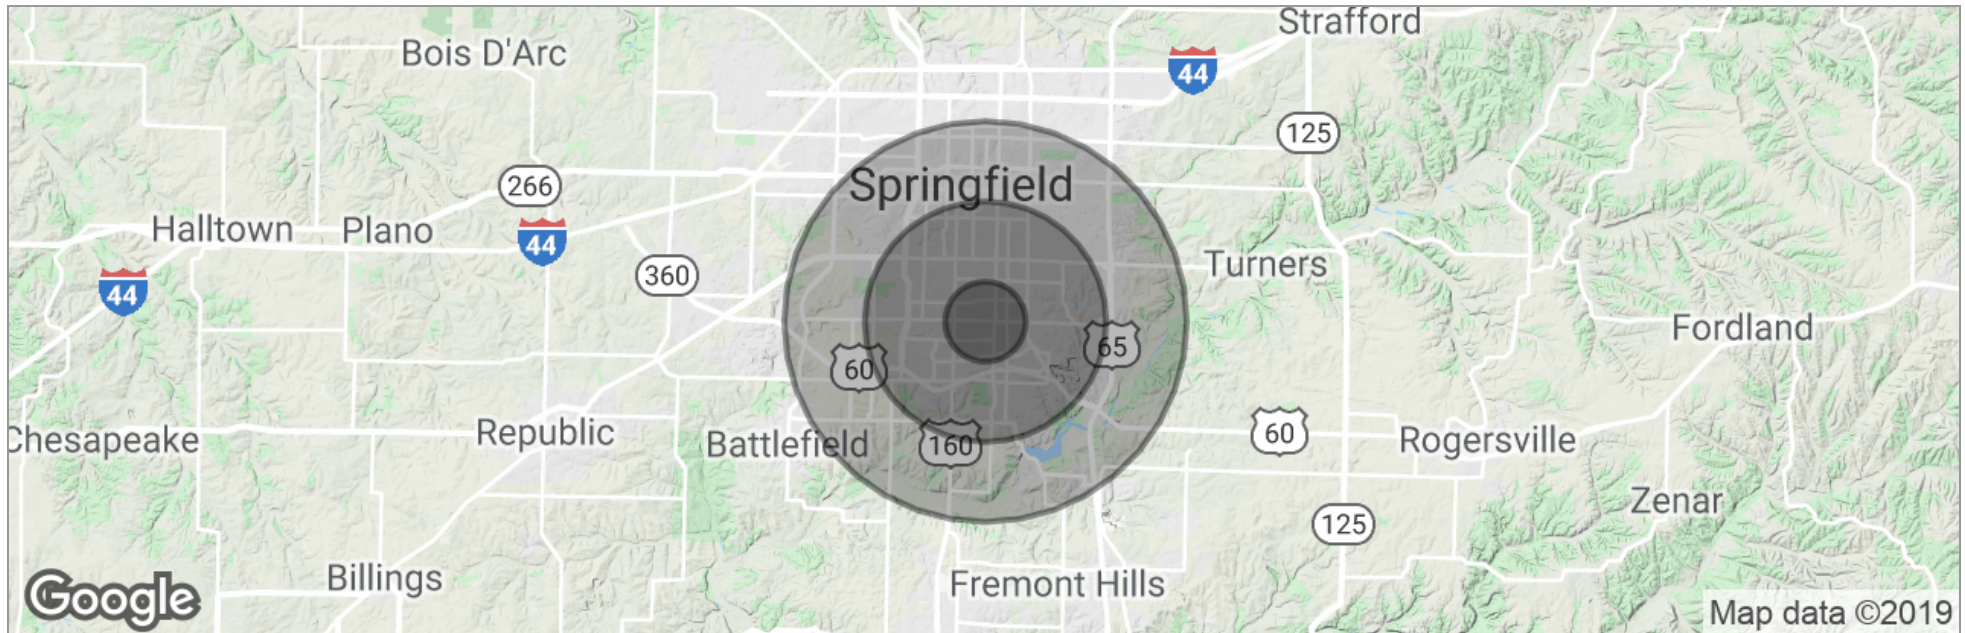 Strafford
Bois D'Arc
44
125
266
Springfield
Halltown
Plano
44
360
Turners
44
65
Fordland
60
Chesapeake
Republic
Battlefield
160
60
Rogersville
Zenar
125
Billings
Fremont Hills
Google
Map data ©2019